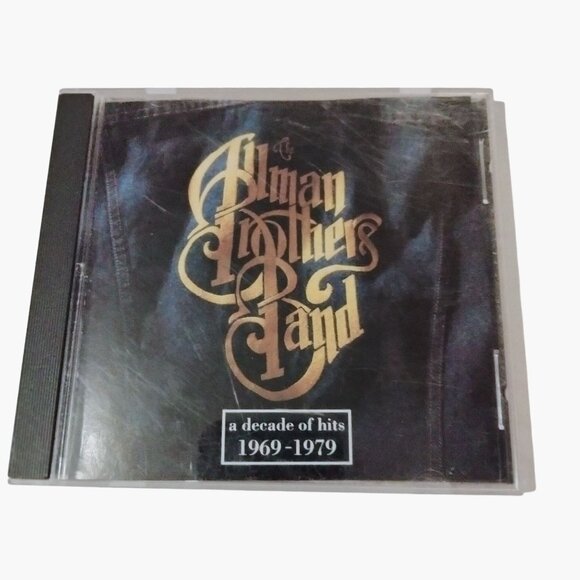 The
Allman
Brothers
Band
a decade of hits
1969-1979